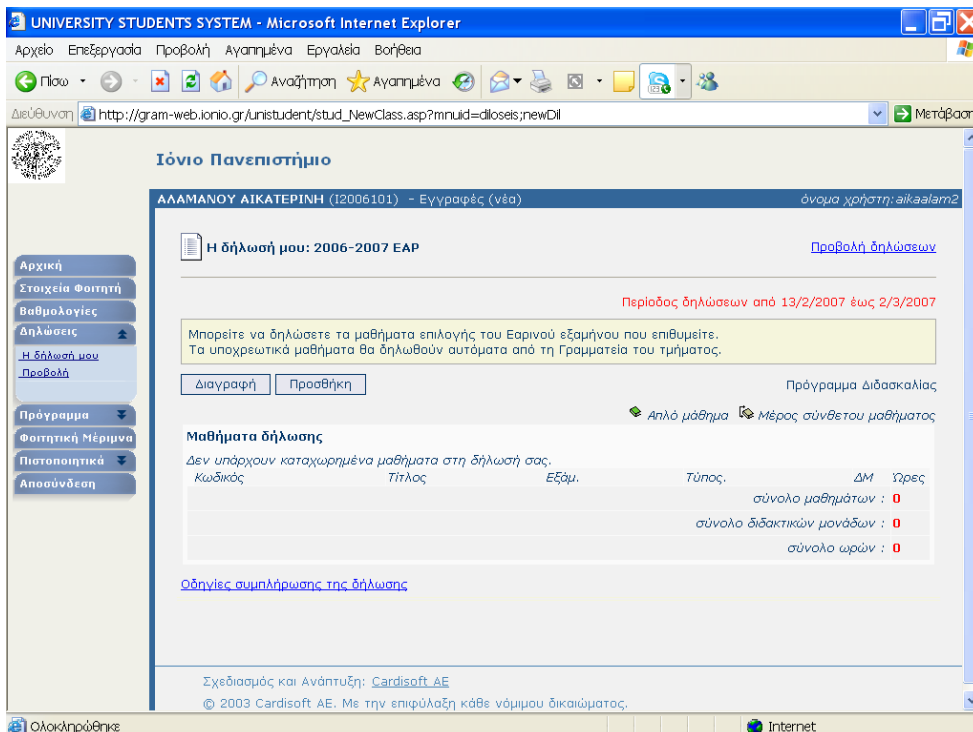 UNIVERSITY STUDENTS SYSTEM - Microsoft Internet Explorer
Αρχείο Επεξεργασία Προβολή Αγαπημένα Εργαλεία Βοήθεια
Πίσω Αναζήτηση Αγαπημένα
Διεύθυνση http://gram-web.ionio.gr/unistudent/stud_NewClass.asp?mnuid=diloseis;newDil Μετάβαση
Ιόνιο Πανεπιστήμιο
ΑΛΑΜΑΝΟΥ ΑΙΚΑΤΕΡΙΝΗ (Ι2006101) - Εγγραφές (νέα) όνομα χρήστη: aikaalam2
Η δήλωσή μου: 2006-2007 ΕΑΡ Προβολή δηλώσεων
Αρχική
Στοιχεία Φοιτητή
Βαθμολογίες
Δηλώσεις
Η δήλωσή μου
Προβολή
Πρόγραμμα
Φοιτητική Μέριμνα
Πιστοποιητικά
Αποσύνδεση
Περίοδος δηλώσεων από 13/2/2007 έως 2/3/2007
Μπορείτε να δηλώσετε τα μαθήματα επιλογής του Εαρινού εξαμήνου που επιθυμείτε.
Τα υποχρεωτικά μαθήματα θα δηλωθούν αυτόματα από τη Γραμματεία του τμήματος.
Διαγραφή Προσθήκη Πρόγραμμα Διδασκαλίας
Απλό μάθημα Μέρος σύνθετου μαθήματος
Μαθήματα δήλωσης
Δεν υπάρχουν καταχωρημένα μαθήματα στη δήλωσή σας.
Κωδικός Τίτλος Εξάμ. Τύπος. ΔΜ Ώρες
σύνολο μαθημάτων : 0
σύνολο διδακτικών μονάδων : 0
σύνολο ωρών : 0
Οδηγίες συμπλήρωσης της δήλωσης
Σχεδιασμός και Ανάπτυξη: Cardisoft AE
© 2003 Cardisoft AE. Με την επιφύλαξη κάθε νόμιμου δικαιώματος.
Ολοκληρώθηκε Internet